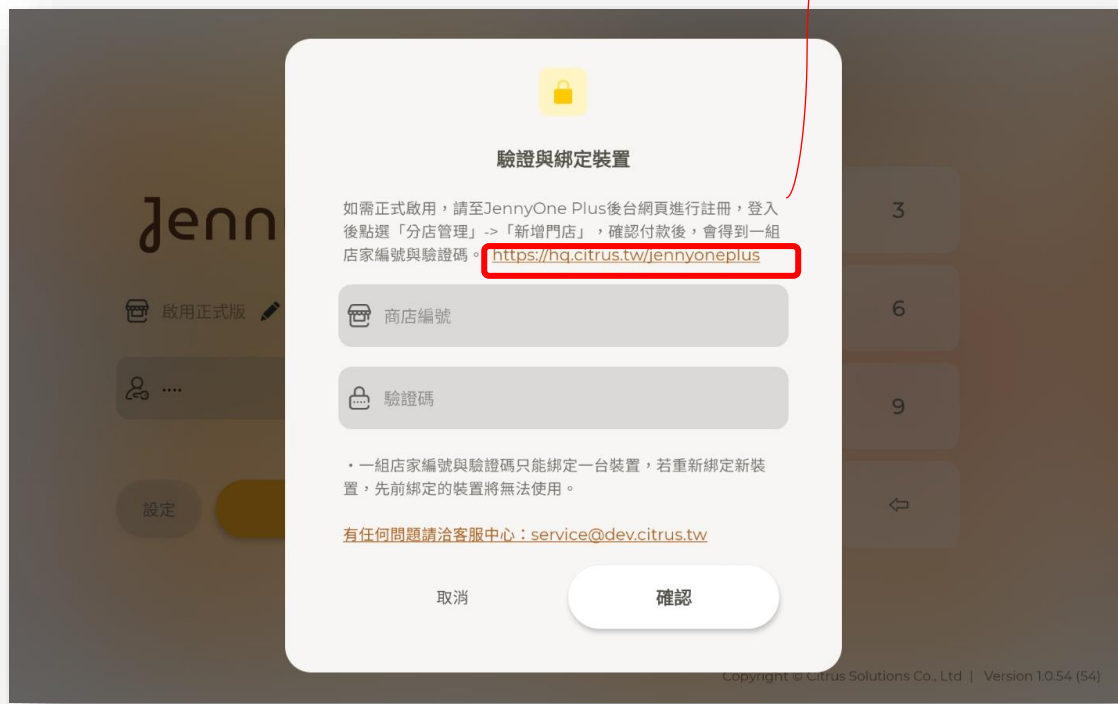 驗證與綁定裝置
如需正式啟用，請至JennyOne Plus後台網頁進行註冊，登入
後點選「分店管理」->「新增門店」，確認付款後，會得到一組
店家編號與驗證碼。 https://hq.citrus.tw/jennyoneplus
Jenn
3
啟用正式版
商店編號
6
....
驗證碼
9
・一組店家編號與驗證碼只能綁定一台裝置，若重新綁定新裝
置，先前綁定的裝置將無法使用。
設定
有任何問題請洽客服中心：service@dev.citrus.tw
取消
確認
Copyright © Citrus Solutions Co., Ltd | Version 1.0.54 (54)